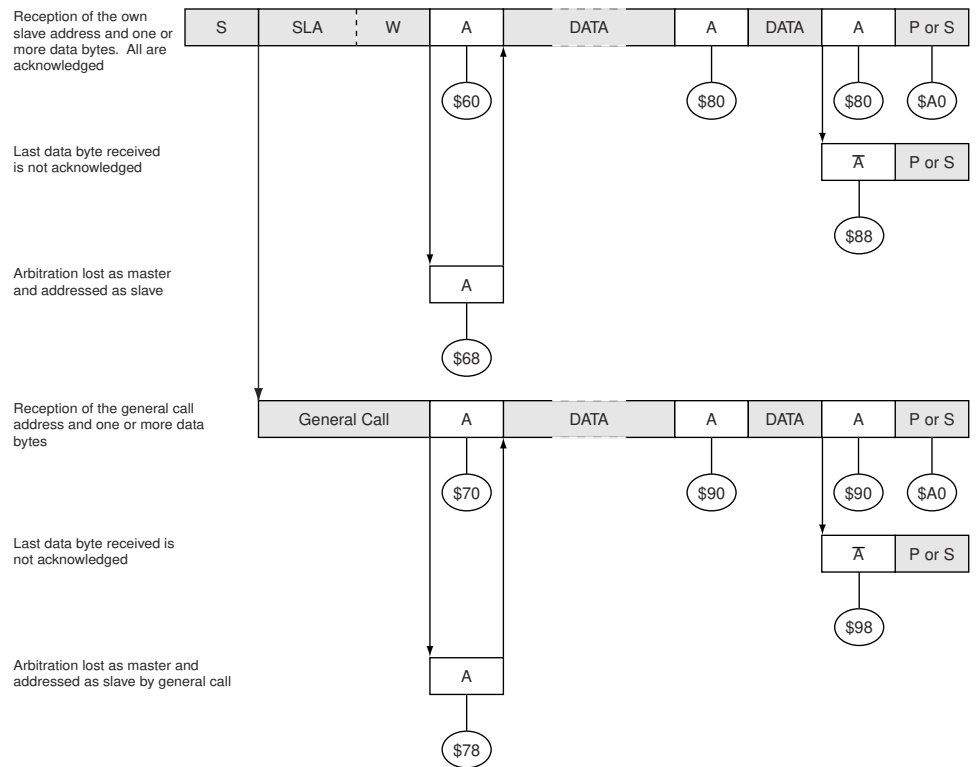 Reception of the own
slave address and one or
more data bytes. All are
acknowledged
S SLA W A DATA A DATA A P or S
$60 $80 $80 $A0
Last data byte received
is not acknowledged
A̅ P or S
$88
Arbitration lost as master
and addressed as slave
A
$68
Reception of the general call
address and one or more data
bytes
General Call A DATA A DATA A P or S
$70 $90 $90 $A0
Last data byte received is
not acknowledged
A̅ P or S
$98
Arbitration lost as master and
addressed as slave by general call
A
$78